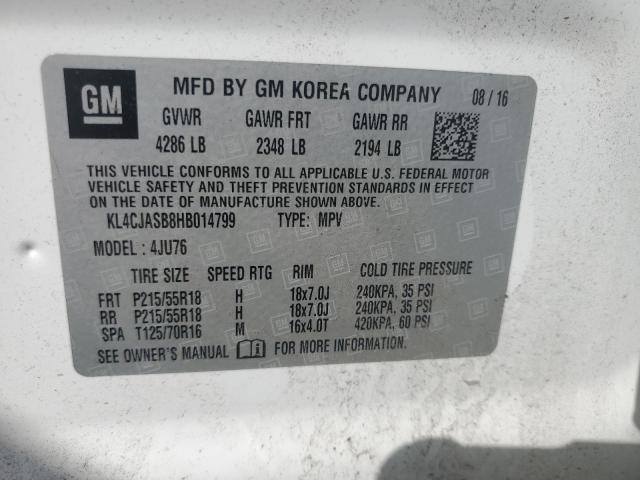 GM MFD BY GM KOREA COMPANY 08 / 16
GVWR GAWR FRT GAWR RR
4286 LB 2348 LB 2194 LB
THIS VEHICLE CONFORMS TO ALL APPLICABLE U.S. FEDERAL MOTOR
VEHICLE SAFETY AND THEFT PREVENTION STANDARDS IN EFFECT
ON THE DATE OF MANUFACTURE SHOWN ABOVE.
KL4CJASB8HB014799 TYPE: MPV
MODEL: 4JU76
TIRE SIZE SPEED RTG RIM COLD TIRE PRESSURE
FRT P215/55R18 H 18x7.0J 240KPA, 35 PSI
RR P215/55R18 H 18x7.0J 240KPA, 35 PSI
SPA T125/70R16 M 16x4.0T 420KPA, 60 PSI
SEE OWNER'S MANUAL FOR MORE INFORMATION.